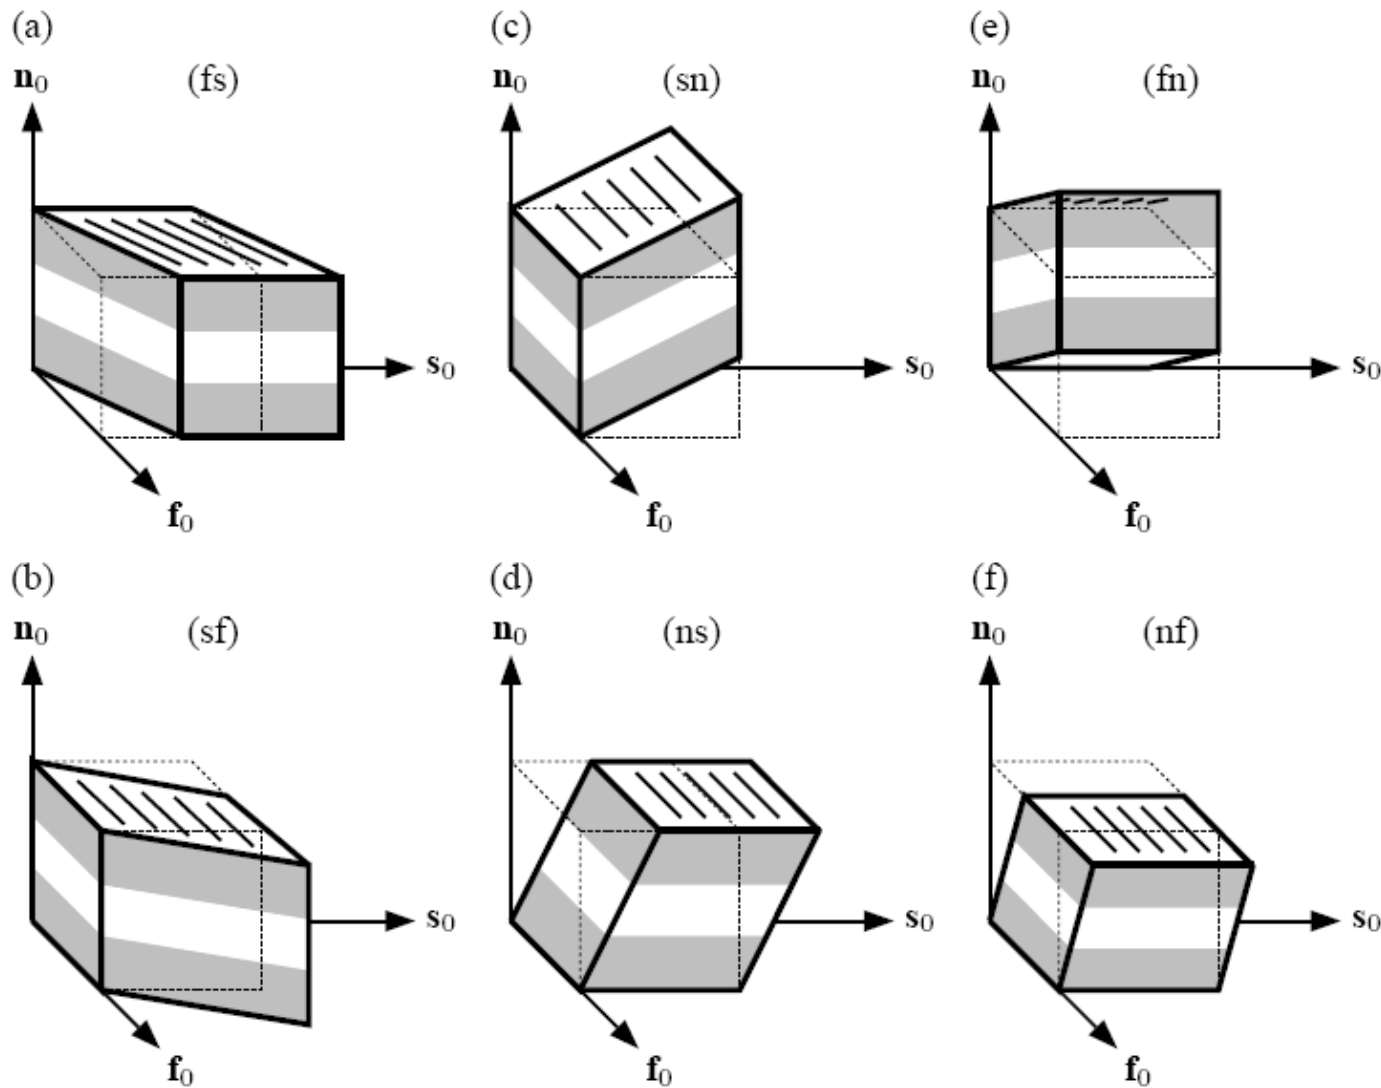 (a) (c) (e)
n₀ (fs) n₀ (sn) n₀ (fn)
s₀ s₀ s₀
f₀ f₀ f₀
(b) (d) (f)
n₀ (sf) n₀ (ns) n₀ (nf)
s₀ s₀ s₀
f₀ f₀ f₀